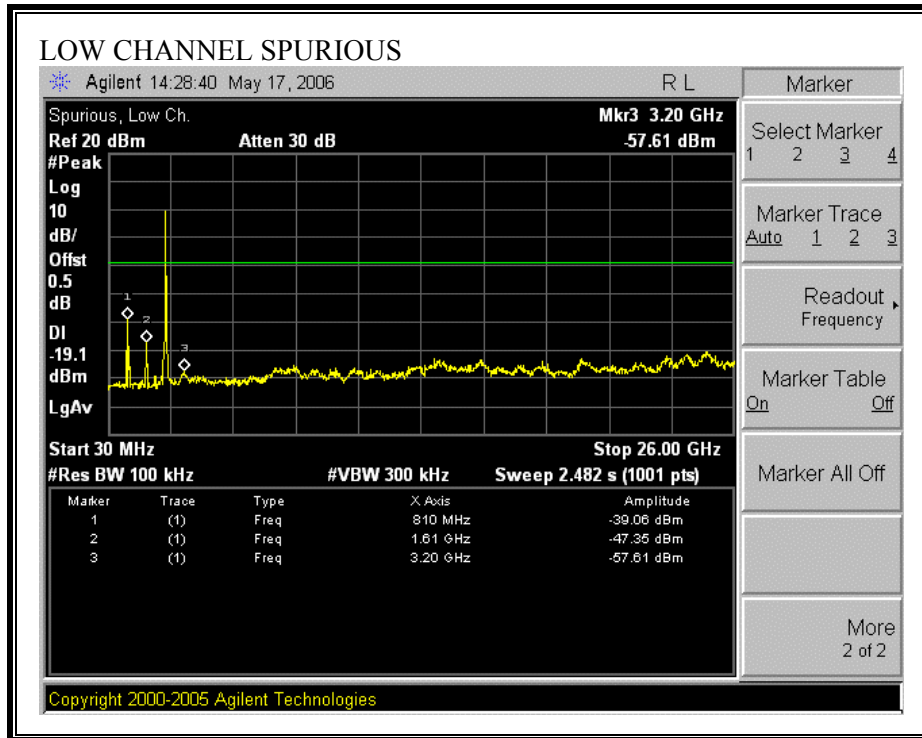 LOW CHANNEL SPURIOUS
Agilent 14:28:40 May 17, 2006 R L
Marker
Spurious, Low Ch. Mkr3 3.20 GHz
Ref 20 dBm Atten 30 dB -57.61 dBm
#Peak
Log
10
dB/
Offst
0.5
dB
DI
-19.1
dBm
LgAv
1
2
3
Start 30 MHz Stop 26.00 GHz
#Res BW 100 kHz #VBW 300 kHz Sweep 2.482 s (1001 pts)
Marker Trace Type X Axis Amplitude
1 (1) Freq 810 MHz -39.06 dBm
2 (1) Freq 1.61 GHz -47.35 dBm
3 (1) Freq 3.20 GHz -57.61 dBm
Select Marker
1 2 3 4
Marker Trace
Auto 1 2 3
Readout
Frequency
Marker Table
On Off
Marker All Off
More
2 of 2
Copyright 2000-2005 Agilent Technologies